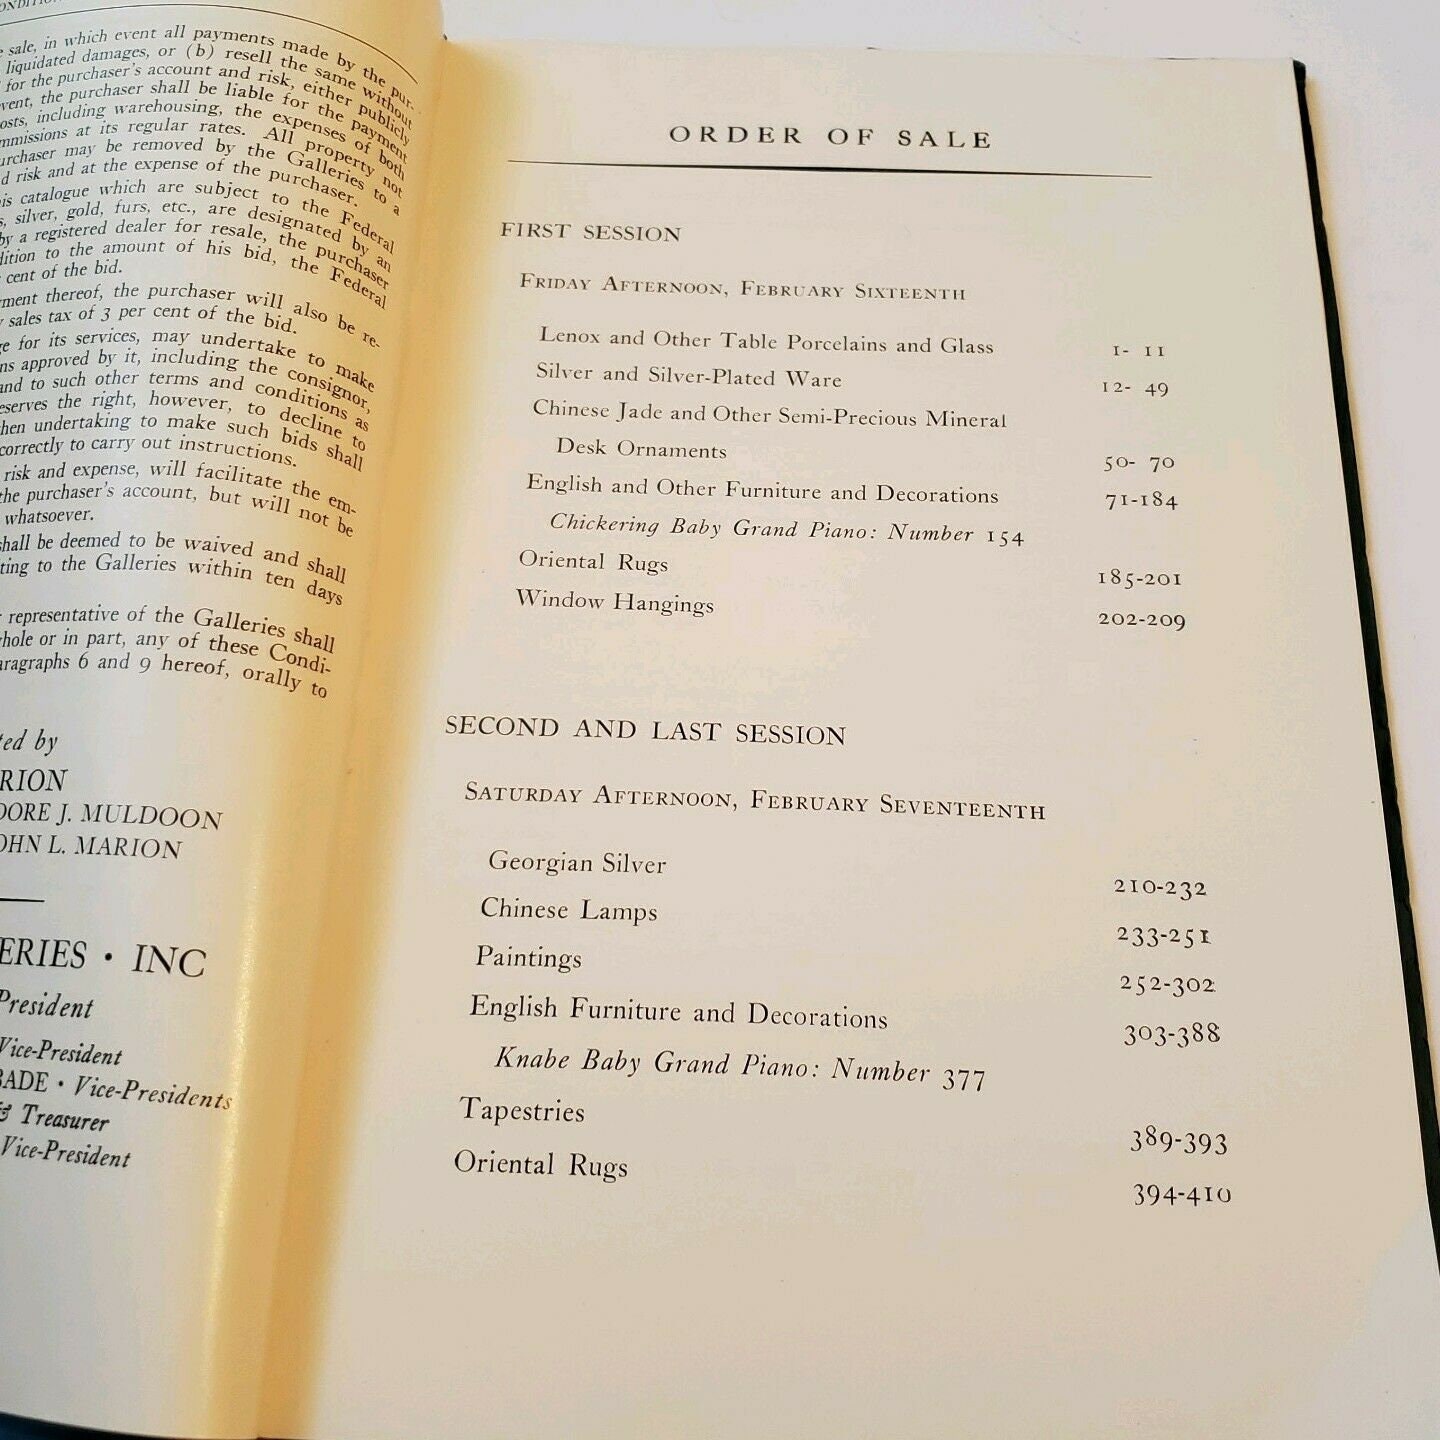 sale, in which event all payments made by the pur-
liquidated damages, or (b) resell the same without
for the purchaser's account and risk, either publicly
the purchaser shall be liable for the payment
including warehousing, the expenses of both
at its regular rates. All property not
may be removed by the Galleries to a
risk and at the expense of the purchaser.
catalogue which are subject to the Federal
silver, gold, furs, etc., are designated by an
by a registered dealer for resale, the purchaser
to the amount of his bid, the Federal
cent of the bid.
thereof, the purchaser will also be re-
sales tax of 3 per cent of the bid.
for its services, may undertake to make
approved by it, including the consignor,
and to such other terms and conditions as
the right, however, to decline to
undertaking to make such bids shall
correctly to carry out instructions.
risk and expense, will facilitate the em-
the purchaser's account, but will not be
whatsoever.
shall be deemed to be waived and shall
to the Galleries within ten days
representative of the Galleries shall
whole or in part, any of these Condi-
6 and 9 hereof, orally to
by
J. MULDOON
L. MARION
INC
President
Vice-President
• Vice-Presidents
& Treasurer
Vice-President
ORDER OF SALE
FIRST SESSION
FRIDAY AFTERNOON, FEBRUARY SIXTEENTH
Lenox and Other Table Porcelains and Glass 1- 11
Silver and Silver-Plated Ware 12- 49
Chinese Jade and Other Semi-Precious Mineral
Desk Ornaments 50- 70
English and Other Furniture and Decorations 71-184
Chickering Baby Grand Piano: Number 154
Oriental Rugs 185-201
Window Hangings 202-209
SECOND AND LAST SESSION
SATURDAY AFTERNOON, FEBRUARY SEVENTEENTH
Georgian Silver 210-232
Chinese Lamps 233-251
Paintings 252-302
English Furniture and Decorations 303-388
Knabe Baby Grand Piano: Number 377
Tapestries 389-393
Oriental Rugs 394-410